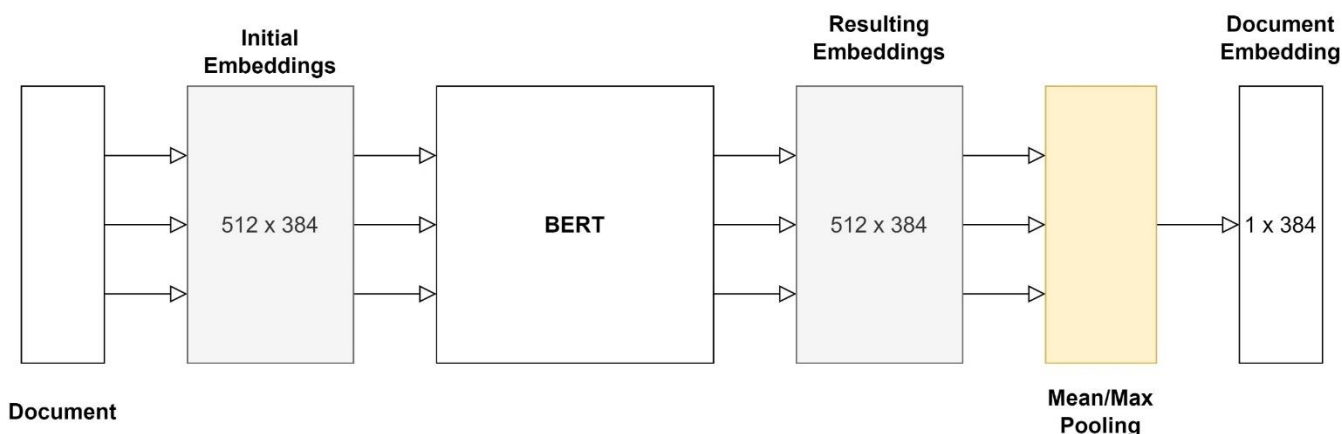 Initial
Embeddings
Resulting
Embeddings
Document
Embedding
512 x 384
BERT
512 x 384
1 x 384
Document
Mean/Max
Pooling